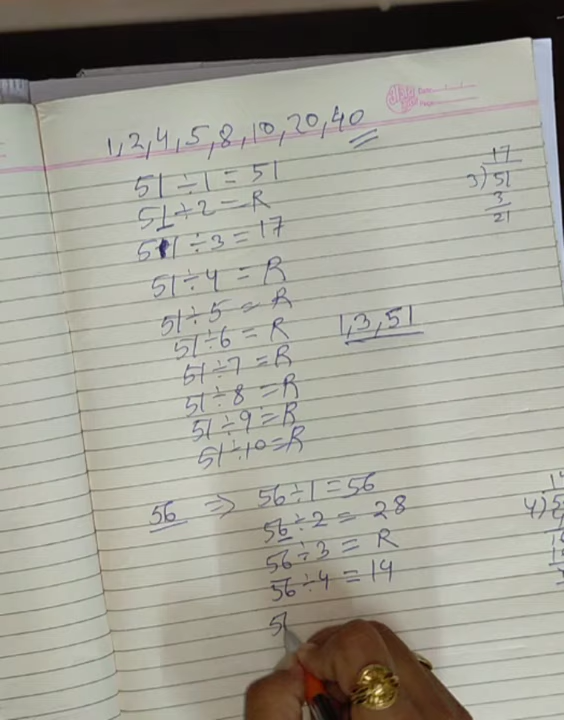 1,2,4,5,8,10,20,40
51÷1=51
51÷2=R
51÷3=17
51÷4=R
51÷5=R
51÷6=R
51÷7=R
51÷8=R
51÷9=R
51÷10=R
17
3)51
3
21
1,3,51
56 ⇒ 56÷1=56
56÷2=28
56÷3=R
56÷4=14